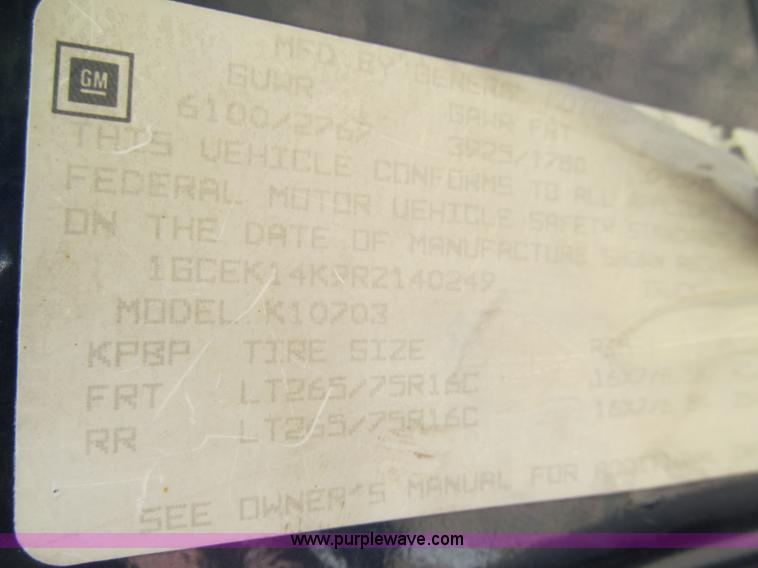 GM
MFD BY GENERAL
GVWR GAWR FRT
6100/2767 3925/1780
THIS VEHICLE CONFORMS TO ALL
FEDERAL MOTOR VEHICLE SAFETY
ON THE DATE OF MANUFACTURE SHOWN
1GCEK14K9RZ140249
MODEL K10703
KPBP TIRE SIZE
FRT LT265/75R16C
RR LT265/75R16C
SEE OWNER'S MANUAL FOR
www.purplewave.com